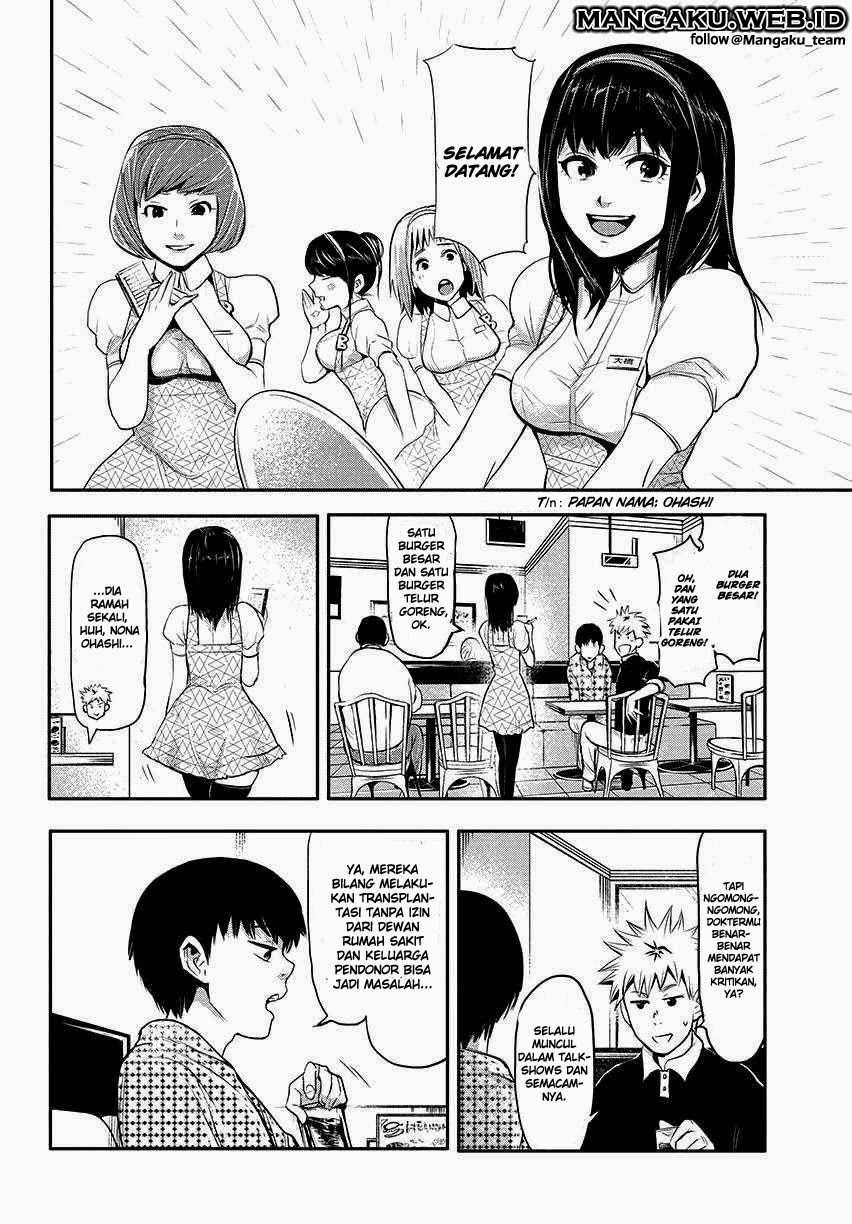 MANGAKU.WEB.ID
follow @Mangaku_team
SELAMAT
DATANG!
大橋
T/n: PAPAN NAMA: OHASHI
DUA
BURGER
BESAR!
OH,
DAN
YANG
SATU
PAKAI
TELUR
GORENG!
SATU
BURGER
BESAR
DAN SATU
BURGER
TELUR
GORENG,
OK.
...DIA
RAMAH
SEKALI,
HUH, NONA
OHASHI...
TAPI
NGOMONG-
NGOMONG,
DOKTERMU
BENAR-
BENAR
MENDAPAT
BANYAK
KRITIKAN,
YA?
SELALU
MUNCUL
DALAM TALK-
SHOWS DAN
SEMACAM-
NYA.
YA, MEREKA
BILANG MELAKU-
KAN TRANSPLAN-
TASI TANPA IZIN
DARI DEWAN
RUMAH SAKIT
DAN KELUARGA
PENDONOR BISA
JADI MASALAH...